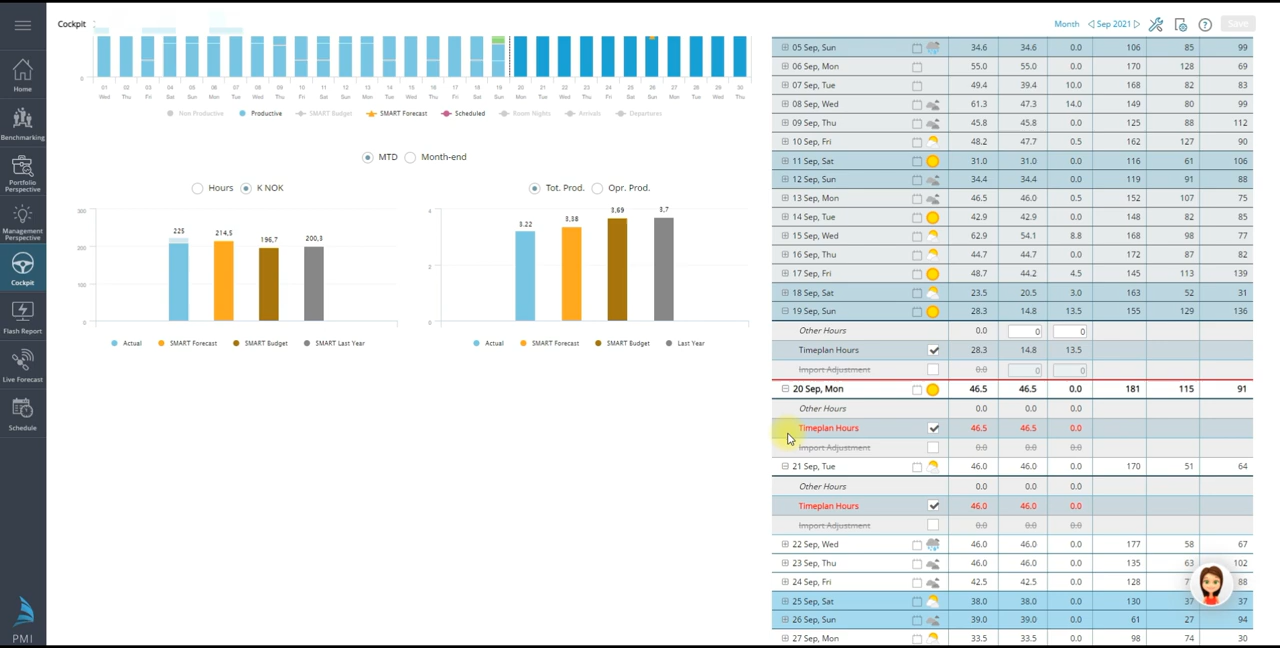 Cockpit
Month Sep 2021 Save
Home
Benchmarking
Portfolio
Perspective
Management
Perspective
Cockpit
Flash Report
Live Forecast
Schedule
PMI
0
01 02 03 04 05 06 07 08 09 10 11 12 13 14 15 16 17 18 19 20 21 22 23 24 25 26 27 28 29 30
Wed Thu Fri Sat Sun Mon Tue Wed Thu Fri Sat Sun Mon Tue Wed Thu Fri Sat Sun Mon Tue Wed Thu Fri Sat Sun Mon Tue Wed Thu
Non Productive Productive SMART Budget SMART Forecast Scheduled Room Nights Arrivals Departures
MTD Month-end
Hours K NOK
300
200
100
0
225 214,5 196,7 200,3
Actual SMART Forecast SMART Budget SMART Last Year
Tot. Prod. Opr. Prod.
4
2
0
3,22 3,38 3,69 3,7
Actual SMART Forecast SMART Budget Last Year
05 Sep, Sun 34.6 34.6 0.0 106 85 99
06 Sep, Mon 55.0 55.0 0.0 170 128 69
07 Sep, Tue 49.4 39.4 10.0 168 82 83
08 Sep, Wed 61.3 47.3 14.0 149 80 99
09 Sep, Thu 45.8 45.8 0.0 125 88 112
10 Sep, Fri 48.2 47.7 0.5 162 127 90
11 Sep, Sat 31.0 31.0 0.0 116 61 106
12 Sep, Sun 34.4 34.4 0.0 119 91 88
13 Sep, Mon 46.5 46.0 0.5 152 107 75
14 Sep, Tue 42.9 42.9 0.0 148 82 85
15 Sep, Wed 62.9 54.1 8.8 168 98 77
16 Sep, Thu 44.7 44.7 0.0 154 87 82
17 Sep, Fri 48.7 44.2 4.5 145 113 139
18 Sep, Sat 23.5 20.5 3.0 163 52 31
19 Sep, Sun 28.3 14.8 13.5 155 129 136
Other Hours 0.0 0 0
Timeplan Hours 28.3 14.8 13.5
Import Adjustment 0.0 0 0
20 Sep, Mon 46.5 46.5 0.0 181 115 91
Other Hours 0.0 0.0 0.0
Timeplan Hours 46.5 46.5 0.0
Import Adjustment 0.0 0.0 0.0
21 Sep, Tue 46.0 46.0 0.0 170 51 64
Other Hours 0.0 0.0 0.0
Timeplan Hours 46.0 46.0 0.0
Import Adjustment 0.0 0.0 0.0
22 Sep, Wed 46.0 46.0 0.0 177 58 67
23 Sep, Thu 46.0 46.0 0.0 135 63 102
24 Sep, Fri 42.5 42.5 0.0 128 88
25 Sep, Sat 38.0 38.0 0.0 130 37 37
26 Sep, Sun 39.0 39.0 0.0 61 27 94
27 Sep, Mon 33.5 33.5 0.0 98 74 30